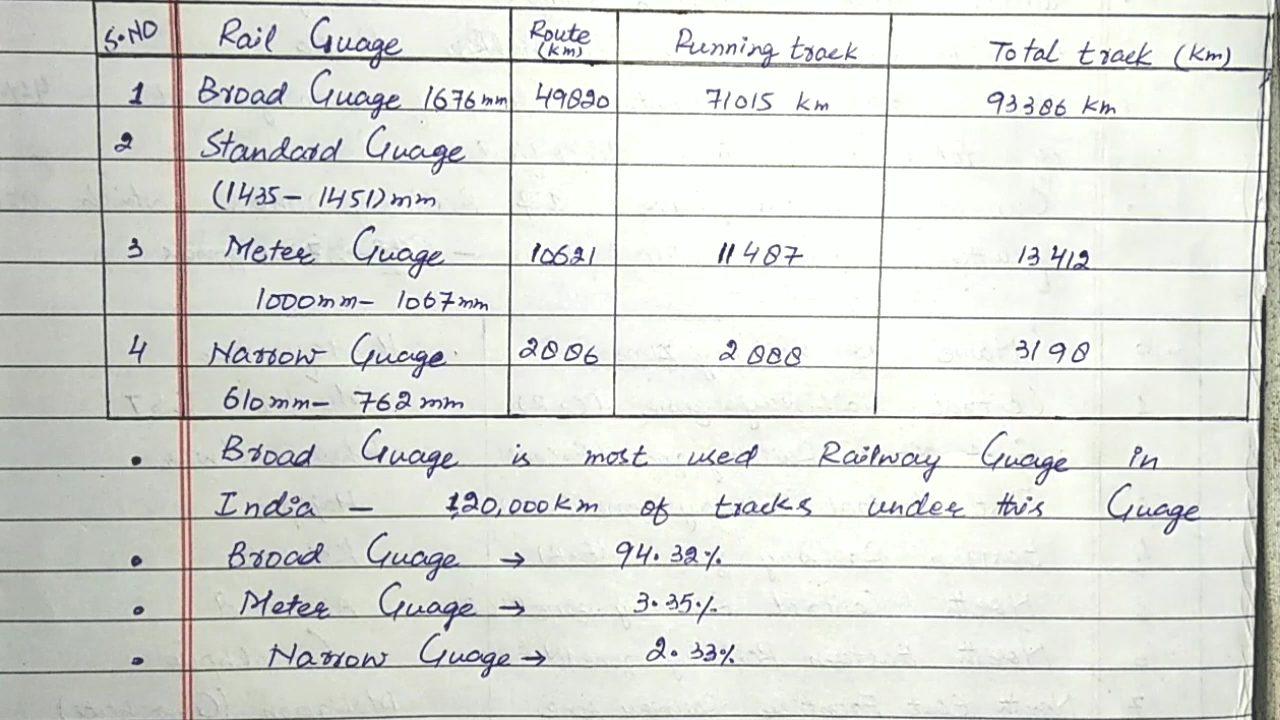 S.NO Rail Guage Route (km) Running track Total track (Km)
1 Broad Guage 1676mm 49820 71015 km 93386 km
2 Standard Guage
(1435 - 1451)mm
3 Meter Guage 10621 11487 13412
1000mm - 1067mm
4 Narrow Guage. 2886 2888 3198
610mm - 762mm
• Broad Guage is most used Railway Guage in
India - 120,000km of tracks under this Guage
• Broad Guage → 94.32%
• Meter Guage → 3.35%
• Narrow Guage → 2.33%